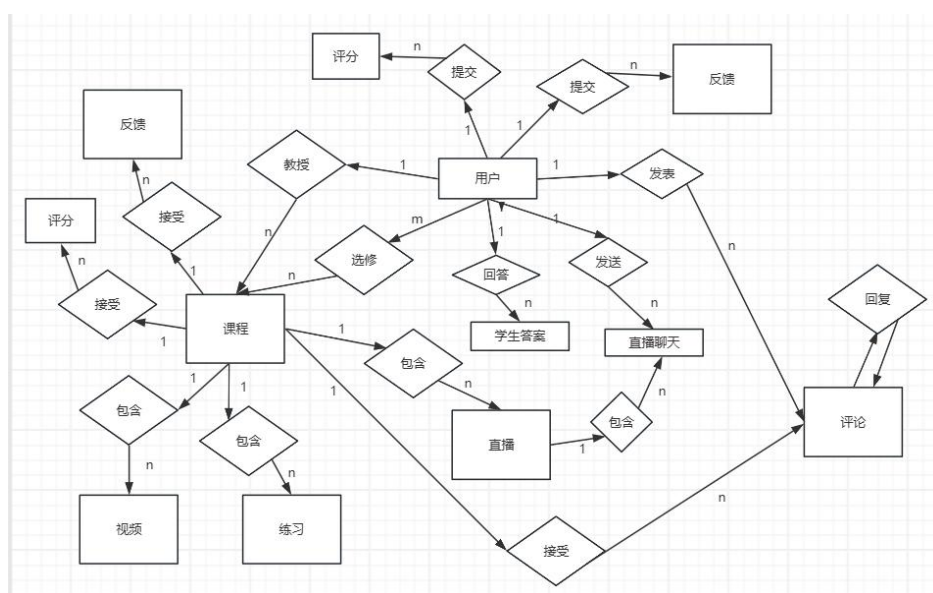 评分
n
提交
提交
n
反馈
1
1
反馈
n
接受
教授
1
用户
1
发表
评分
n
接受
1
n
m
选修
n
1
回答
n
学生答案
1
发送
n
直播聊天
n
回复
1
课程
1
包含
n
直播
1
包含
n
评论
1
包含
n
视频
1
包含
n
练习
1
接受
n